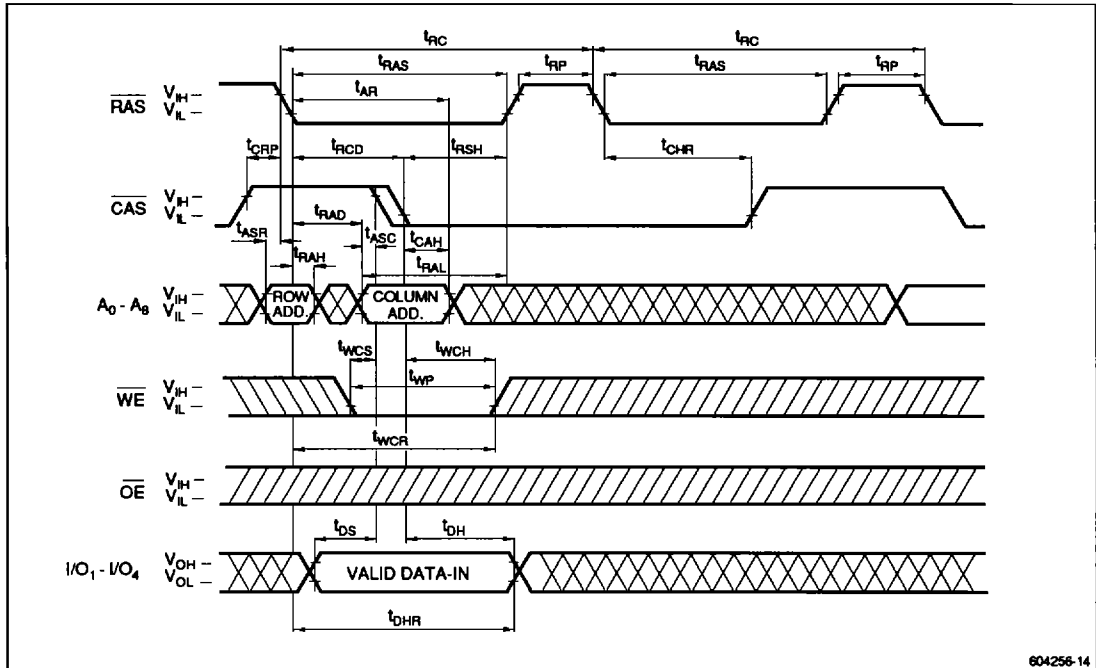 tRC tRC
tRAS tRP tRAS tRP
tAR
RAS VIH –
VIL –
tCRP tRCD tRSH tCHR
CAS VIH –
VIL –
tRAD
tASR tASC tCAH
tRAH tRAL
A0 - A8 VIH –
VIL –
ROW ADD.
COLUMN ADD.
tWCS tWCH
tWP
WE VIH –
VIL –
tWCR
OE VIH –
VIL –
tDS tDH
I/O1 - I/O4 VOH –
VOL –
VALID DATA-IN
tDHR
604256-14